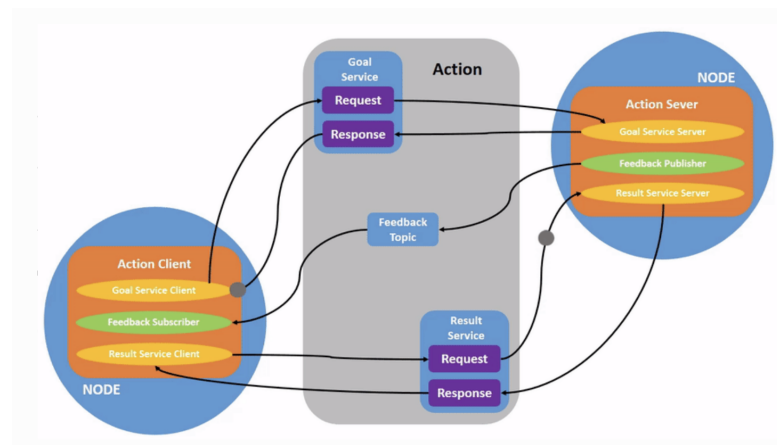 Goal
Service
Request
Response
Action
NODE
Action Sever
Goal Service Server
Feedback Publisher
Result Service Server
Feedback
Topic
Action Client
Goal Service Client
Feedback Subscriber
Result Service Client
NODE
Result
Service
Request
Response